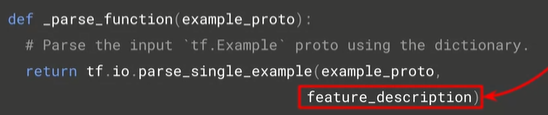 def _parse_function(example_proto):
# Parse the input `tf.Example` proto using the dictionary.
return tf.io.parse_single_example(example_proto,
feature_description)